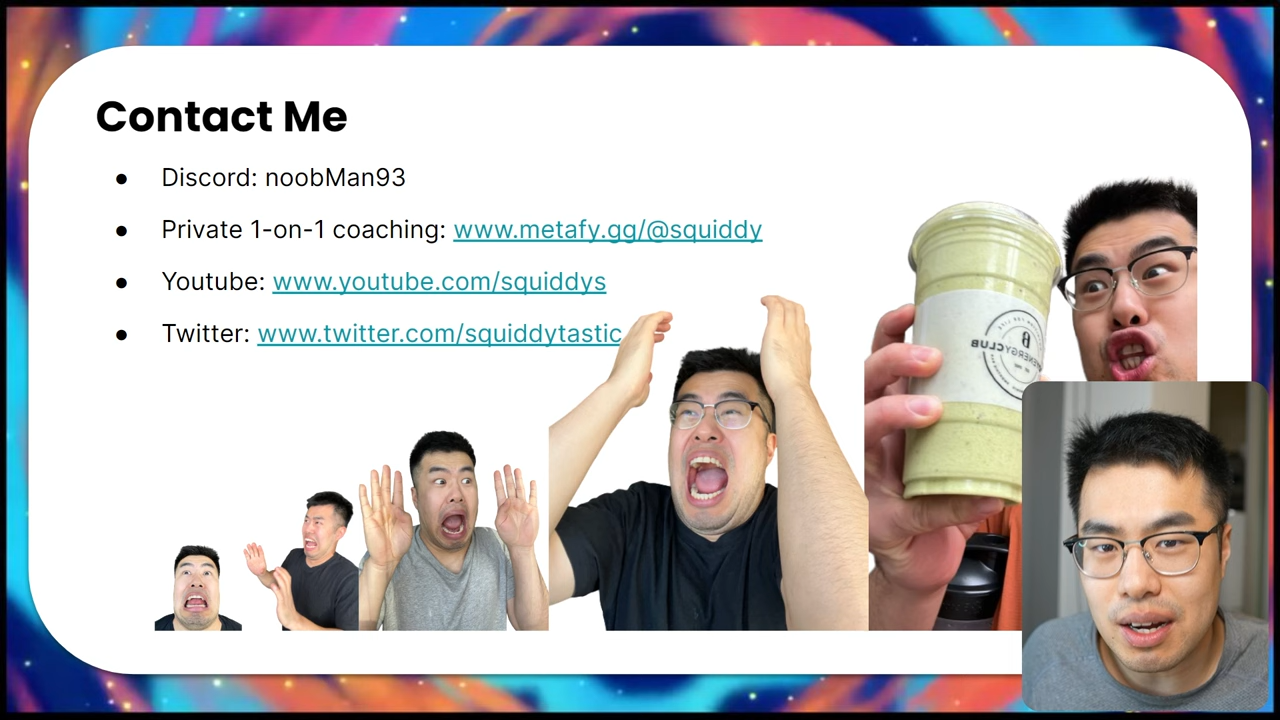 Contact Me
● Discord: noobMan93
● Private 1-on-1 coaching: www.metafy.gg/@squiddy
● Youtube: www.youtube.com/squiddys
● Twitter: www.twitter.com/squiddytastic
B
ENERGYCLUB